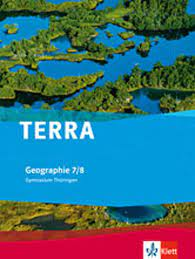 TERRA
Geographie 7/8
Gymnasium Thüringen
Klett